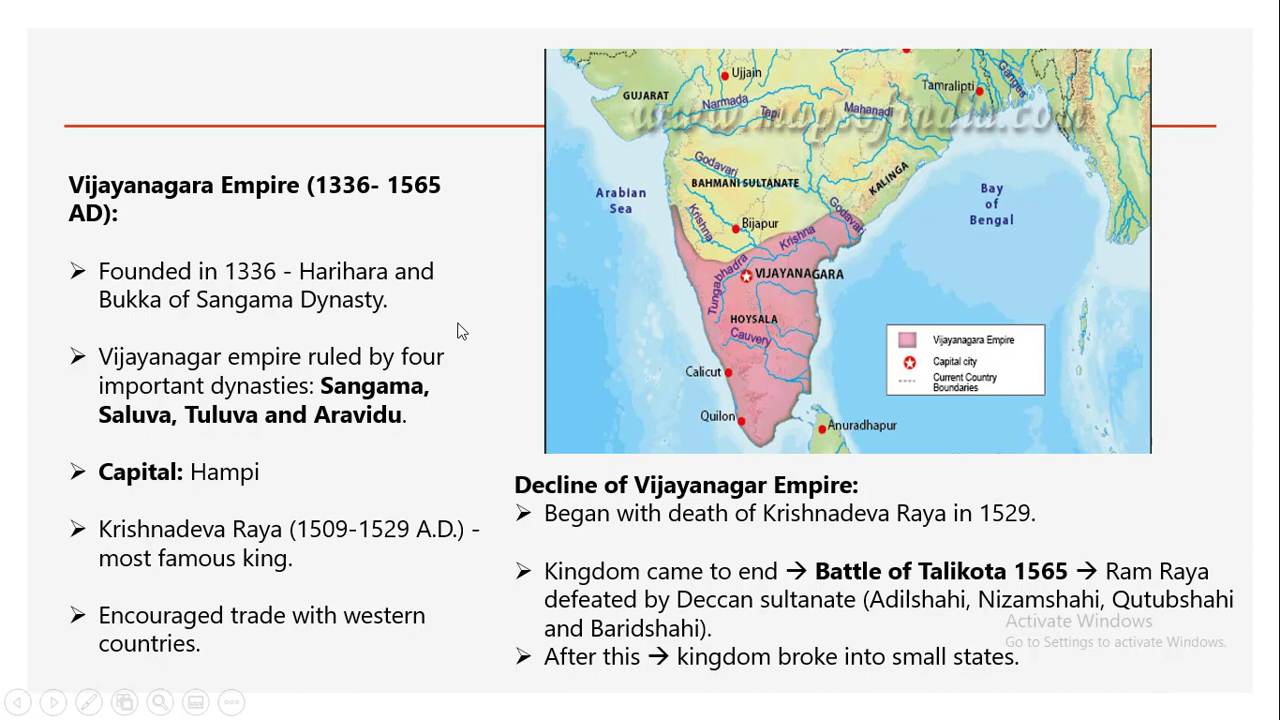 Vijayanagara Empire (1336- 1565
AD):
➢ Founded in 1336 - Harihara and
Bukka of Sangama Dynasty.
➢ Vijayanagar empire ruled by four
important dynasties: Sangama,
Saluva, Tuluva and Aravidu.
➢ Capital: Hampi
➢ Krishnadeva Raya (1509-1529 A.D.) -
most famous king.
➢ Encouraged trade with western
countries.
Ujjain
GUJARAT
Narmada
Tapi
Mahanadi
Tamralipti
Ganges
www.mapsofindia.com
Godavari
BAHMANI SULTANATE
KALINGA
Arabian
Sea
Bay
of
Bengal
Krishna
Bijapur
Godavari
Krishna
Tungabhadra
VIJAYANAGARA
HOYSALA
Cauvery
Calicut
Quilon
Anuradhapur
Vijayanagara Empire
Capital city
Current Country
Boundaries
Decline of Vijayanagar Empire:
➢ Began with death of Krishnadeva Raya in 1529.
➢ Kingdom came to end → Battle of Talikota 1565 → Ram Raya
defeated by Deccan sultanate (Adilshahi, Nizamshahi, Qutubshahi
and Baridshahi).
➢ After this → kingdom broke into small states.
Activate Windows
Go to Settings to activate Windows.